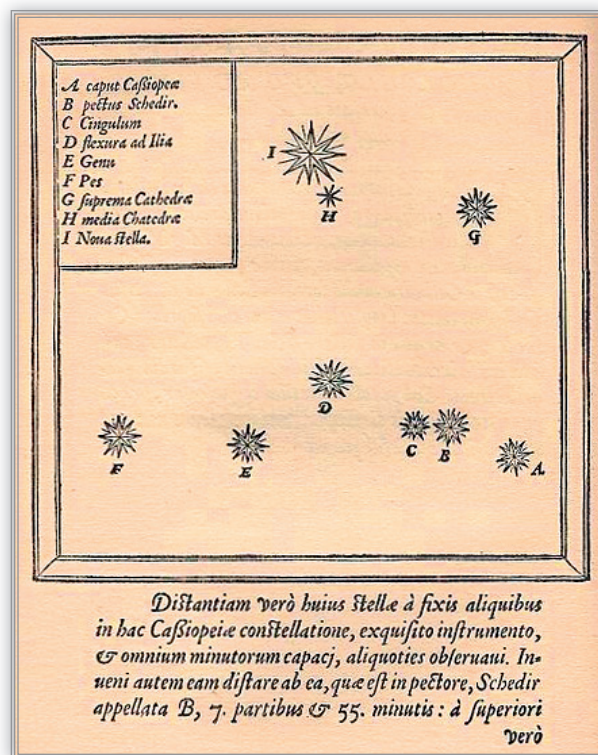 A caput Caſsiopeæ
B pectus Schedir.
C Cingulum
D flexura ad Ilia
E Genu
F Pes
G ſuprema Cathedræ
H media Chatedræ
I Noua ſtella.
I
H
G
D
C
B
F
E
A
Diſtantiam verò huius ſtellæ à fixis aliquibus
in hac Caſsiopeiæ conſtellatione, exquiſito inſtrumento,
& omnium minutorum capacj, aliquoties obſeruaui. In-
ueni autem eam diſtare ab ea, quæ eſt in pectore, Schedir
appellata B, 7. partibus & 55. minutis : à ſuperiori
verò